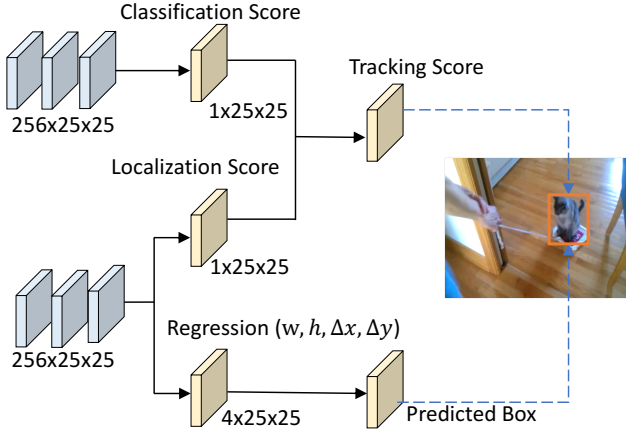 Classification Score
256x25x25
1x25x25
Tracking Score
Localization Score
1x25x25
256x25x25
Regression (w, h, Δx, Δy)
4x25x25
Predicted Box